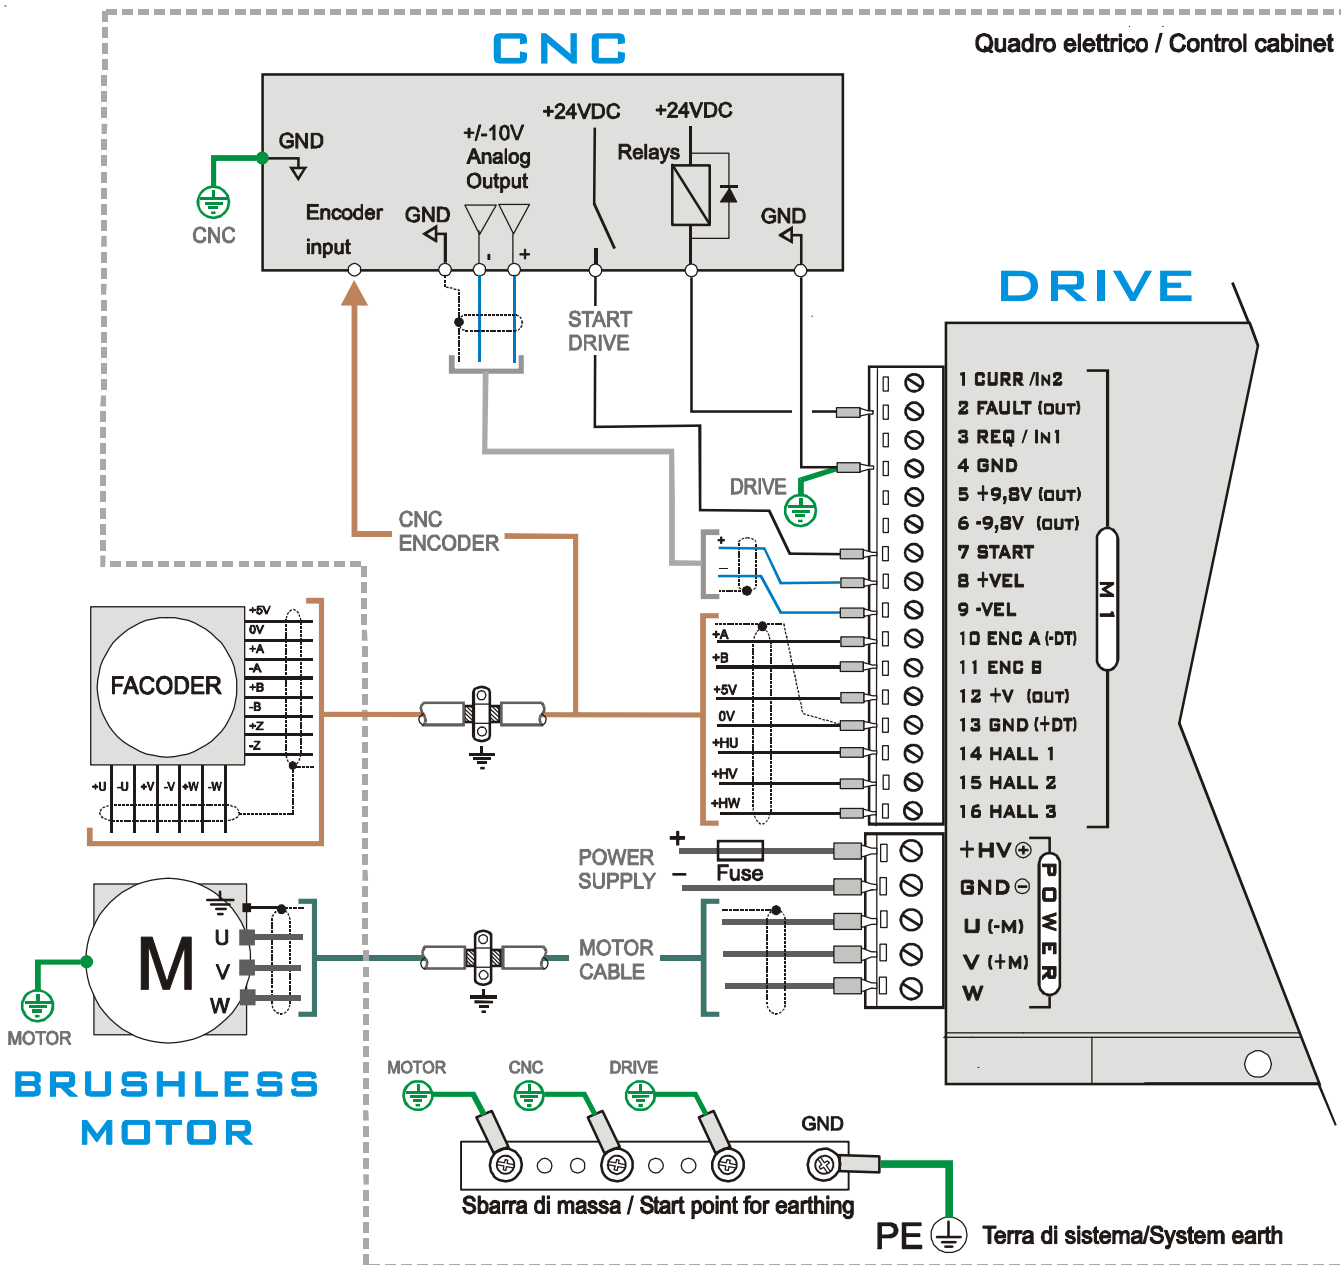 Quadro elettrico / Control cabinet
CNC
+24VDC
+24VDC
+/-10V
Analog
Output
Relays
GND
Encoder
input
GND
GND
- +
CNC
DRIVE
START
DRIVE
1 CURR /IN2
2 FAULT (OUT)
3 REQ / IN1
4 GND
5 +9,8V (OUT)
6 -9,8V (OUT)
7 START
8 +VEL
9 -VEL
10 ENC A (-DT)
11 ENC B
12 +V (OUT)
13 GND (+DT)
14 HALL 1
15 HALL 2
16 HALL 3
M 1
DRIVE
CNC
ENCODER
+
−
+5V
0V
+A
-A
+B
-B
+Z
-Z
FACODER
+U -U +V -V +W -W
+A
+B
+5V
0V
+HU
+HV
+HW
POWER
SUPPLY
+
−
Fuse
+HV +
GND −
U (-M)
V (+M)
W
POWER
M
U
V
W
MOTOR
CABLE
MOTOR
BRUSHLESS
MOTOR
MOTOR CNC DRIVE
GND
Sbarra di massa / Start point for earthing
PE Terra di sistema/System earth